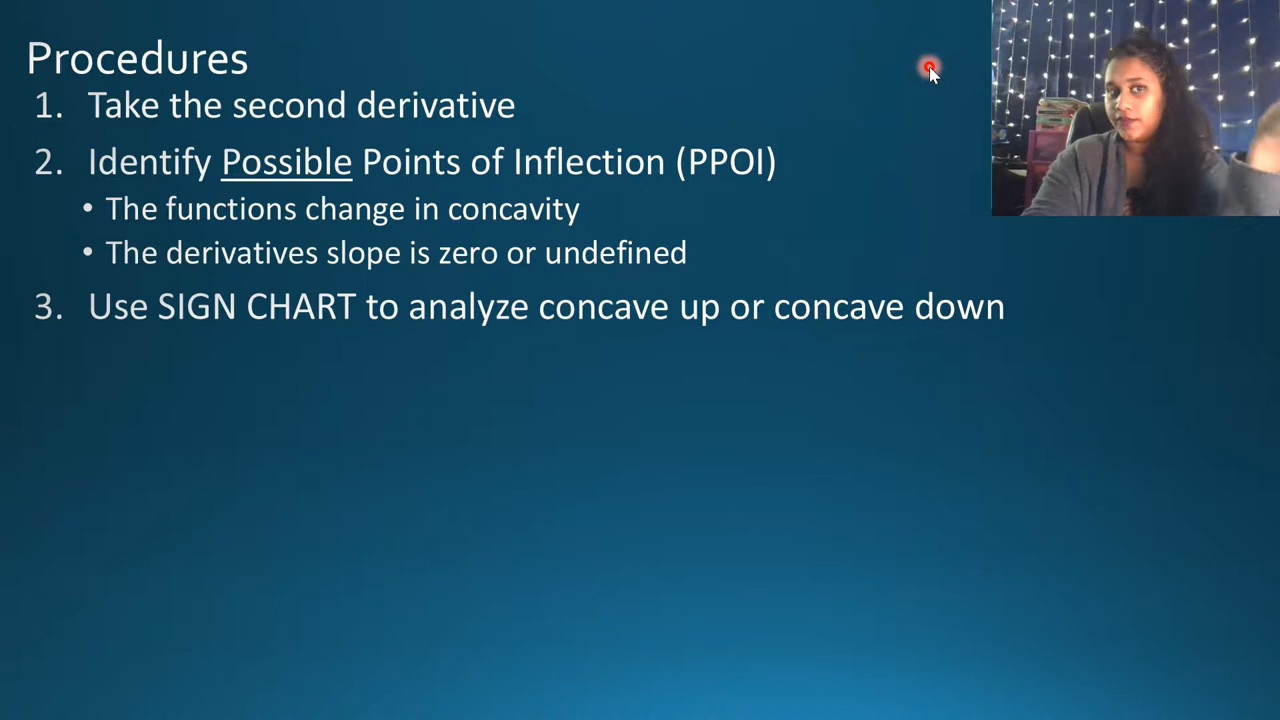 Procedures
1. Take the second derivative
2. Identify Possible Points of Inflection (PPOI)
• The functions change in concavity
• The derivatives slope is zero or undefined
3. Use SIGN CHART to analyze concave up or concave down